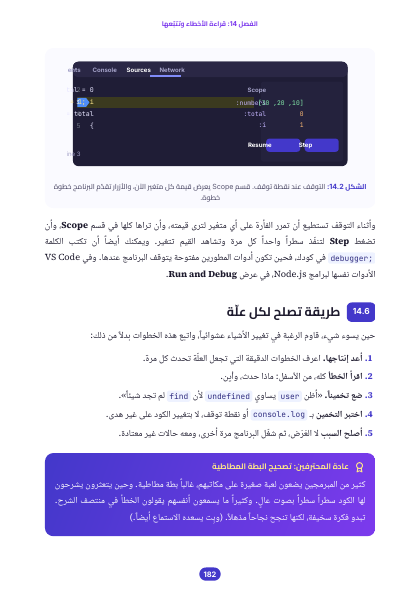 الفصل 14: قراءة الأخطاء وتتبّعها
Console Sources Network
Scope
:numbers [10, 20, 30]
:total 0
:i 1
total
5 {
Resume Step
الشكل 14.2: التوقف عند نقطة توقف. قسم Scope يعرض قيمة كل متغير الآن، والأزرار تقدّم البرنامج خطوة
خطوة.
وأثناء التوقف تستطيع أن تمرر الفأرة على أي متغير لترى قيمته، وأن تراها كلها في قسم Scope، وأن
تضغط Step لتنفّذ سطراً واحداً كل مرة وتشاهد القيم تتغير. ويمكنك أيضاً أن تكتب الكلمة
debugger; في كودك، فحين تكون أدوات المطورين مفتوحة يتوقف البرنامج عندها. وفي VS Code
الأدوات نفسها لبرامج Node.js، في عرض Run and Debug.
14.6 طريقة تصلح لكل علّة
حين يسوء شيء، قاوم الرغبة في تغيير الأشياء عشوائياً، واتبع هذه الخطوات بدلاً من ذلك:
1. أعد إنتاجها. اعرف الخطوات الدقيقة التي تجعل العلّة تحدث كل مرة.
2. اقرأ الخطأ كله، من الأسفل: ماذا حدث، وأين.
3. ضع تخميناً. «أظن user يساوي undefined لأن find لم تجد شيئاً».
4. اختبر التخمين بـ console.log أو نقطة توقف، لا بتغيير الكود على غير هدى.
5. أصلح السبب لا العَرَض، ثم شغّل البرنامج مرة أخرى، ومعه حالات غير معتادة.
عادة المحترفين: تصحيح البطة المطاطية
كثير من المبرمجين يضعون لعبة صغيرة على مكاتبهم، غالباً بطة مطاطية. وحين يتعثرون يشرحون
لها الكود سطراً سطراً بصوت عالٍ. وكثيراً ما يسمعون أنفسهم يقولون الخطأ في منتصف الشرح.
تبدو فكرة سخيفة، لكنها تنجح نجاحاً مذهلاً. (وبِت يسعده الاستماع أيضاً.)
182